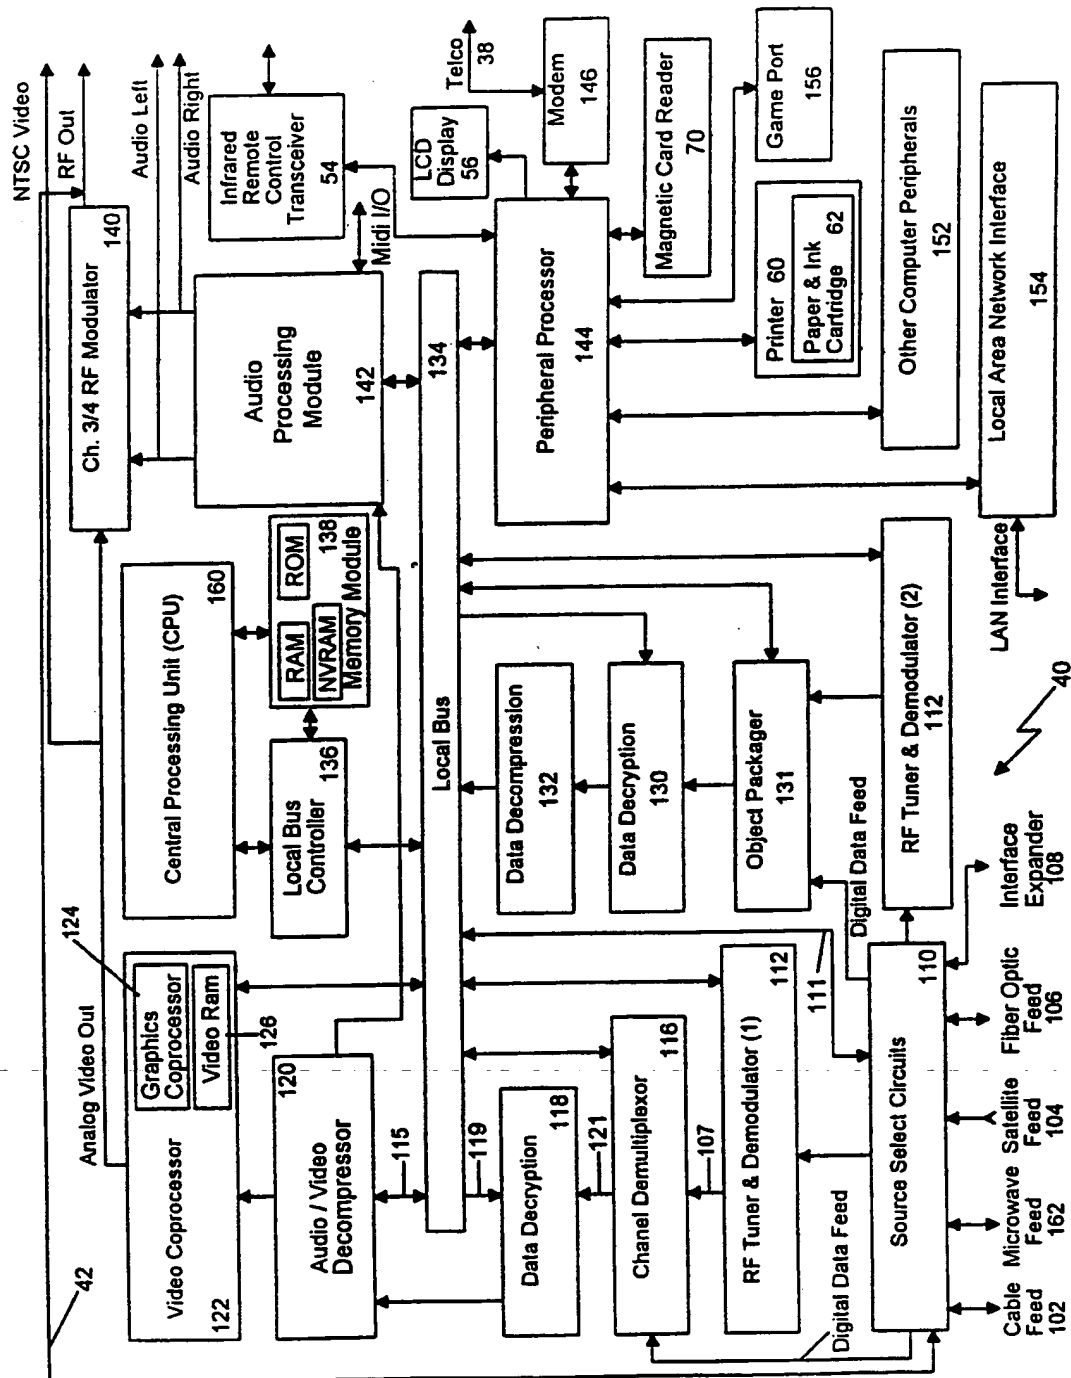 NTSC Video
RF Out
Audio Left
Audio Right
Ch. 3/4 RF Modulator
140
Infrared
Remote
Control
Transceiver
54
Midi I/O
Telco
38
LCD
Display
56
Modem
146
Magnetic Card Reader
70
Game Port
156
Printer 60
Paper & Ink
Cartridge 62
Other Computer Peripherals
152
Local Area Network Interface
154
LAN Interface
Audio
Processing
Module
142
134
Peripheral Processor
144
Central Processing Unit (CPU)
160
RAM
ROM
NVRAM
138
Memory Module
Local Bus
Controller
136
Local Bus
Data Decompression
132
Data Decryption
130
Object Packager
131
RF Tuner & Demodulator (2)
112
Digital Data Feed
111
40
124
Analog Video Out
Graphics
Coprocessor
Video Ram
126
Video Coprocessor
122
42
Audio / Video
Decompressor
120
115
119
Data Decryption
118
121
Chanel Demultiplexor
116
107
RF Tuner & Demodulator (1)
112
Digital Data Feed
Source Select Circuits
110
Cable
Feed
102
Microwave
Feed
162
Satellite
Feed
104
Fiber Optic
Feed
106
Interface
Expander
108